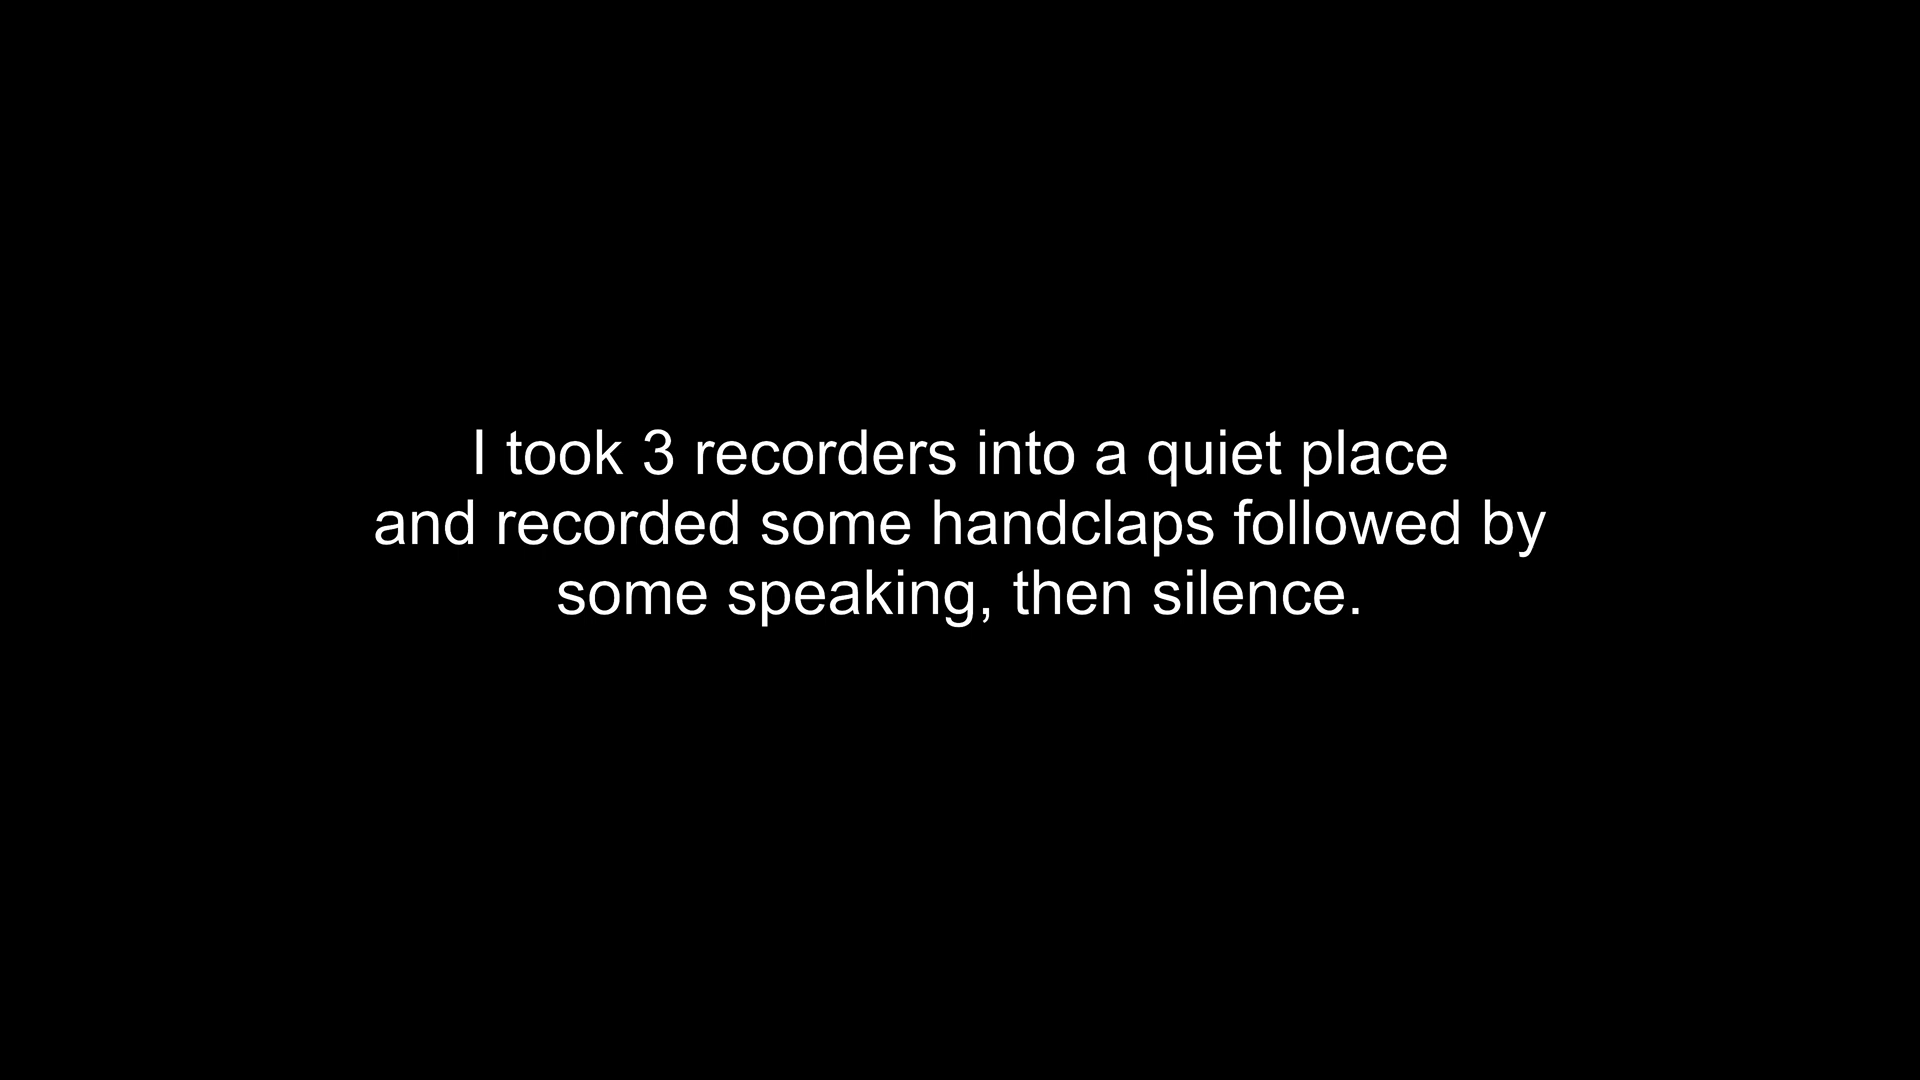 I took 3 recorders into a quiet place
and recorded some handclaps followed by
some speaking, then silence.